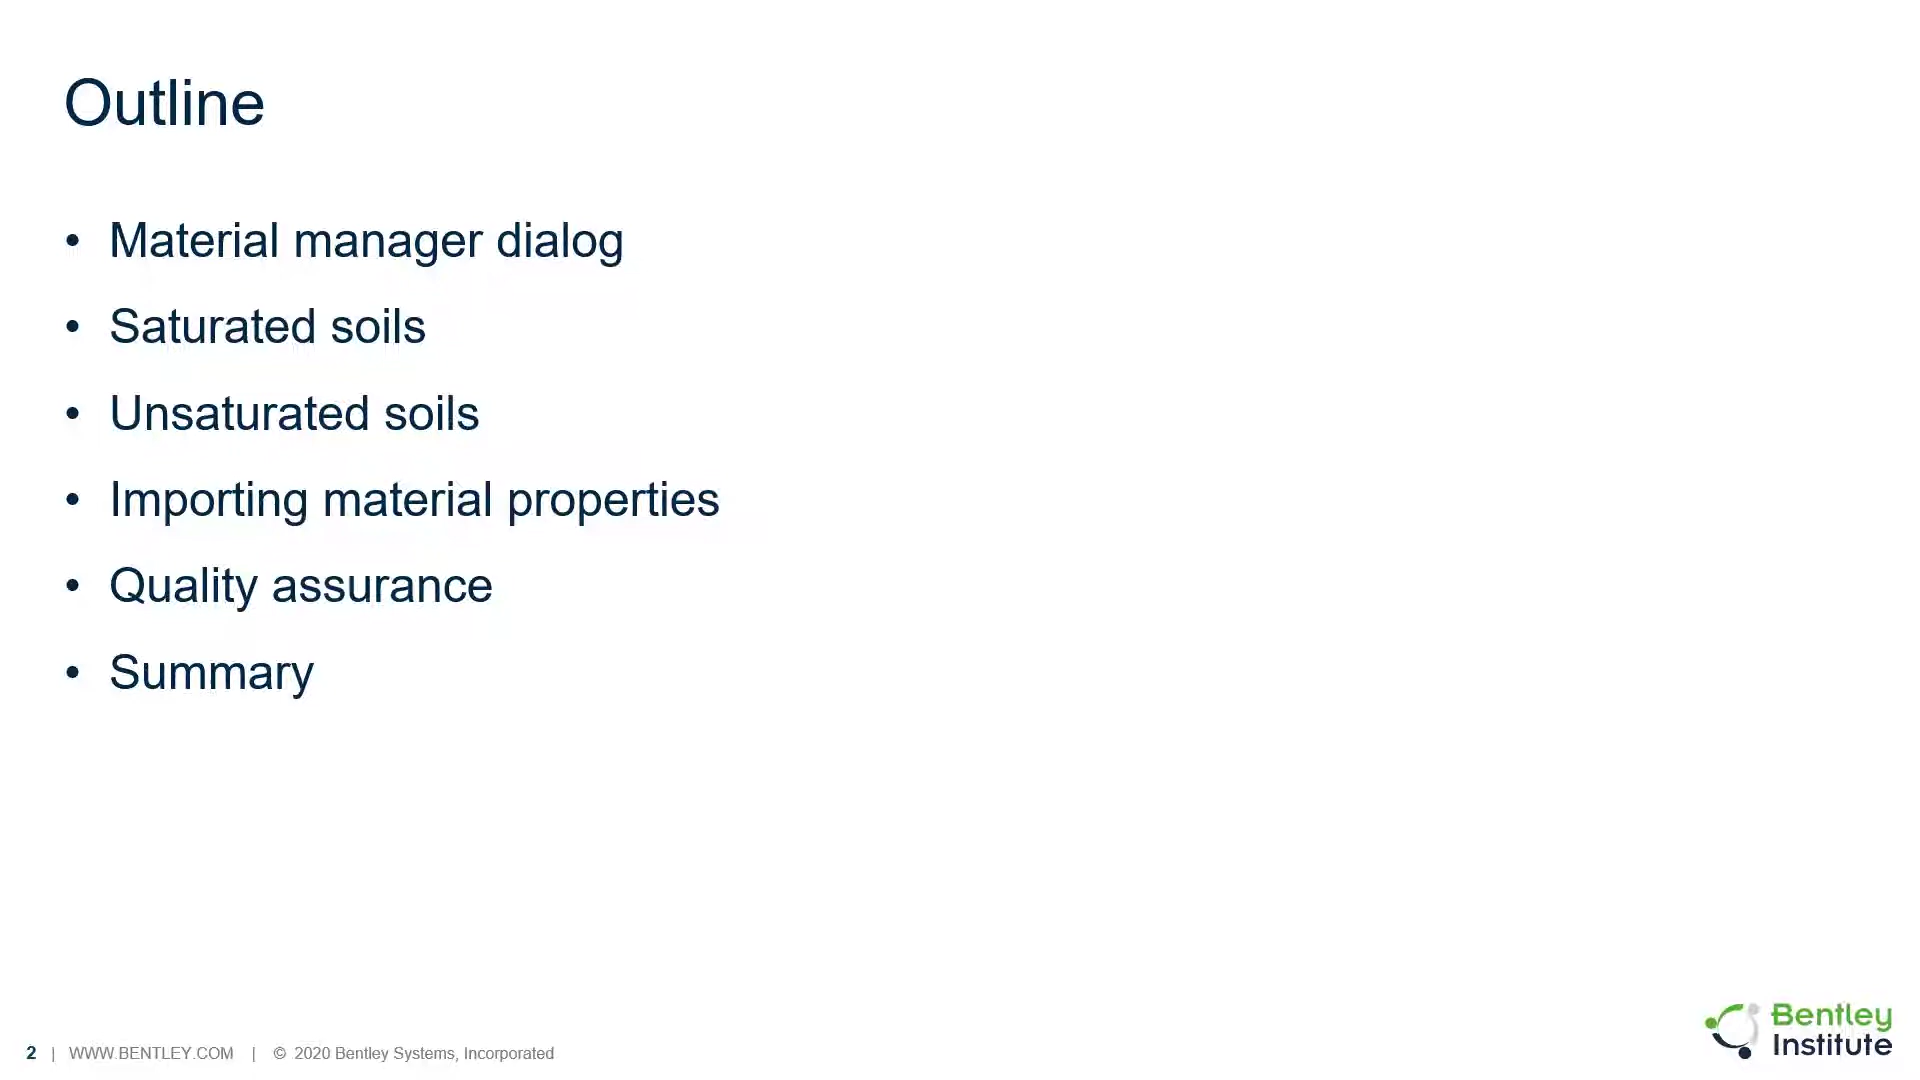 Outline
• Material manager dialog
• Saturated soils
• Unsaturated soils
• Importing material properties
• Quality assurance
• Summary
2 | WWW.BENTLEY.COM | © 2020 Bentley Systems, Incorporated
Bentley
Institute